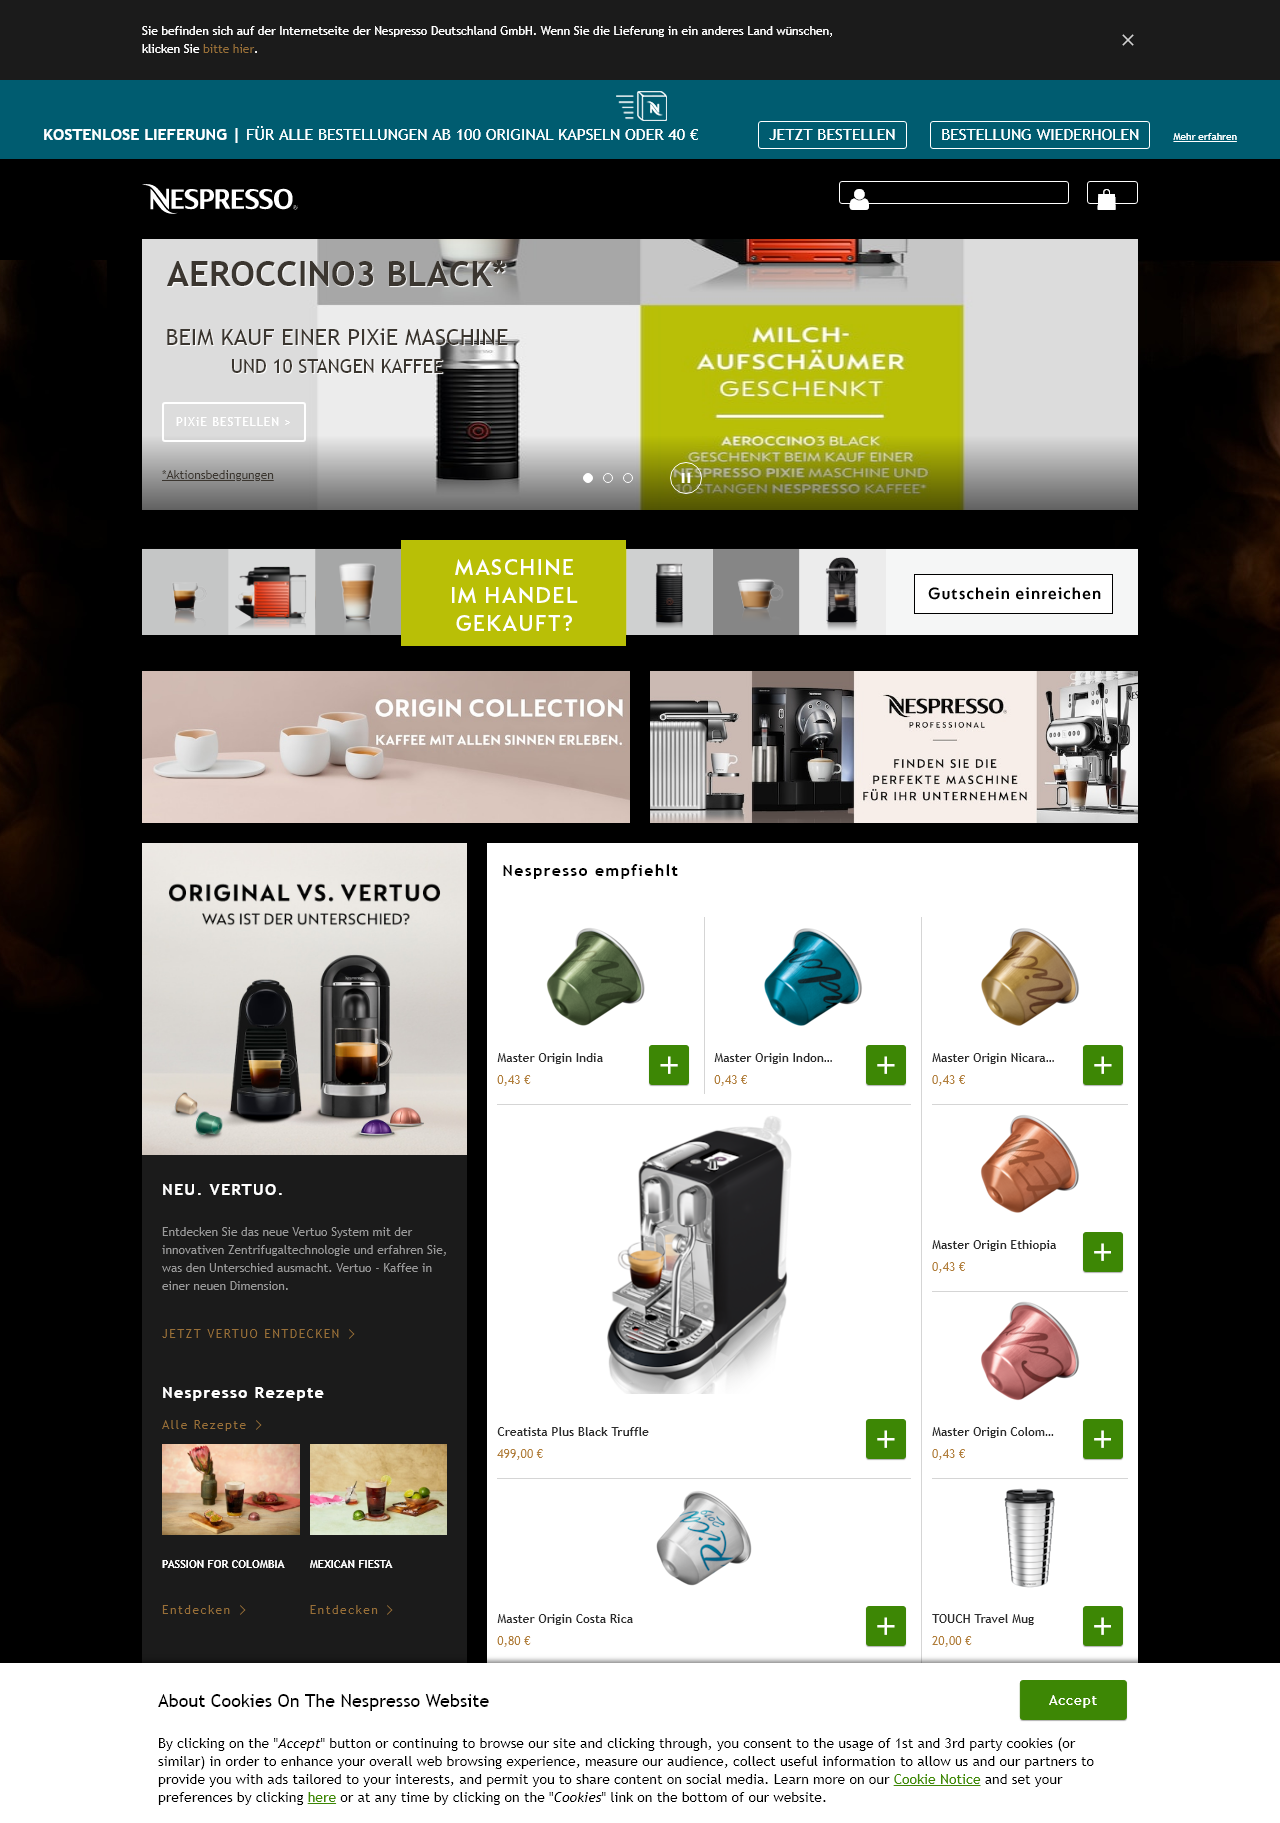 Sie befinden sich auf der Internetseite der Nespresso Deutschland GmbH. Wenn Sie die Lieferung in ein anderes Land wünschen,
klicken Sie bitte hier.
KOSTENLOSE LIEFERUNG | FÜR ALLE BESTELLUNGEN AB 100 ORIGINAL KAPSELN ODER 40 €
JETZT BESTELLEN
BESTELLUNG WIEDERHOLEN
Mehr erfahren
NESPRESSO
AEROCCINO3 BLACK*
BEIM KAUF EINER PIXiE MASCHINE
UND 10 STANGEN KAFFEE
PIXiE BESTELLEN >
*Aktionsbedingungen
MILCH-
AUFSCHÄUMER
GESCHENKT
AEROCCINO3 BLACK
GESCHENKT BEIM KAUF EINER
NESPRESSO PIXIE MASCHINE UND
10 STANGEN NESPRESSO KAFFEE*
MASCHINE
IM HANDEL
GEKAUFT?
Gutschein einreichen
ORIGIN COLLECTION
KAFFEE MIT ALLEN SINNEN ERLEBEN.
NESPRESSO
PROFESSIONAL
FINDEN SIE DIE
PERFEKTE MASCHINE
FÜR IHR UNTERNEHMEN
ORIGINAL VS. VERTUO
WAS IST DER UNTERSCHIED?
NEU. VERTUO.
Entdecken Sie das neue Vertuo System mit der
innovativen Zentrifugaltechnologie und erfahren Sie,
was den Unterschied ausmacht. Vertuo - Kaffee in
einer neuen Dimension.
JETZT VERTUO ENTDECKEN >
Nespresso Rezepte
Alle Rezepte >
PASSION FOR COLOMBIA
MEXICAN FIESTA
Entdecken >
Entdecken >
Nespresso empfiehlt
Master Origin India
0,43 €
Master Origin Indon...
0,43 €
Master Origin Nicara...
0,43 €
Master Origin Ethiopia
0,43 €
Creatista Plus Black Truffle
499,00 €
Master Origin Colom...
0,43 €
Master Origin Costa Rica
0,80 €
TOUCH Travel Mug
20,00 €
About Cookies On The Nespresso Website
Accept
By clicking on the "Accept" button or continuing to browse our site and clicking through, you consent to the usage of 1st and 3rd party cookies (or
similar) in order to enhance your overall web browsing experience, measure our audience, collect useful information to allow us and our partners to
provide you with ads tailored to your interests, and permit you to share content on social media. Learn more on our Cookie Notice and set your
preferences by clicking here or at any time by clicking on the "Cookies" link on the bottom of our website.